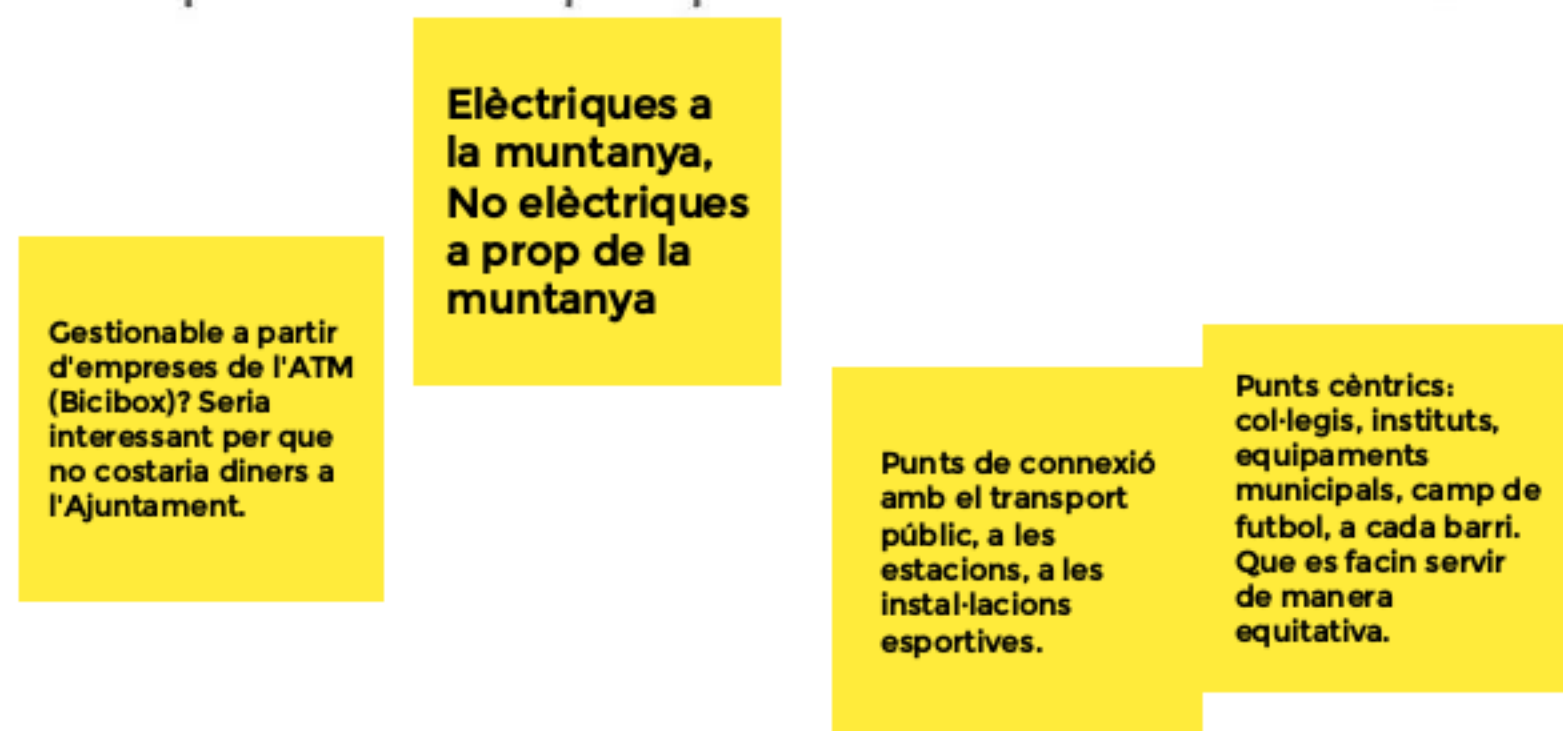 Elèctriques a
la muntanya,
No elèctriques
a prop de la
muntanya
Gestionable a partir
d'empreses de l'ATM
(Bicibox)? Seria
interessant per que
no costaria diners a
l'Ajuntament.
Punts de connexió
amb el transport
públic, a les
estacions, a les
instal·lacions
esportives.
Punts cèntrics:
col·legis, instituts,
equipaments
municipals, camp de
futbol, a cada barri.
Que es facin servir
de manera
equitativa.